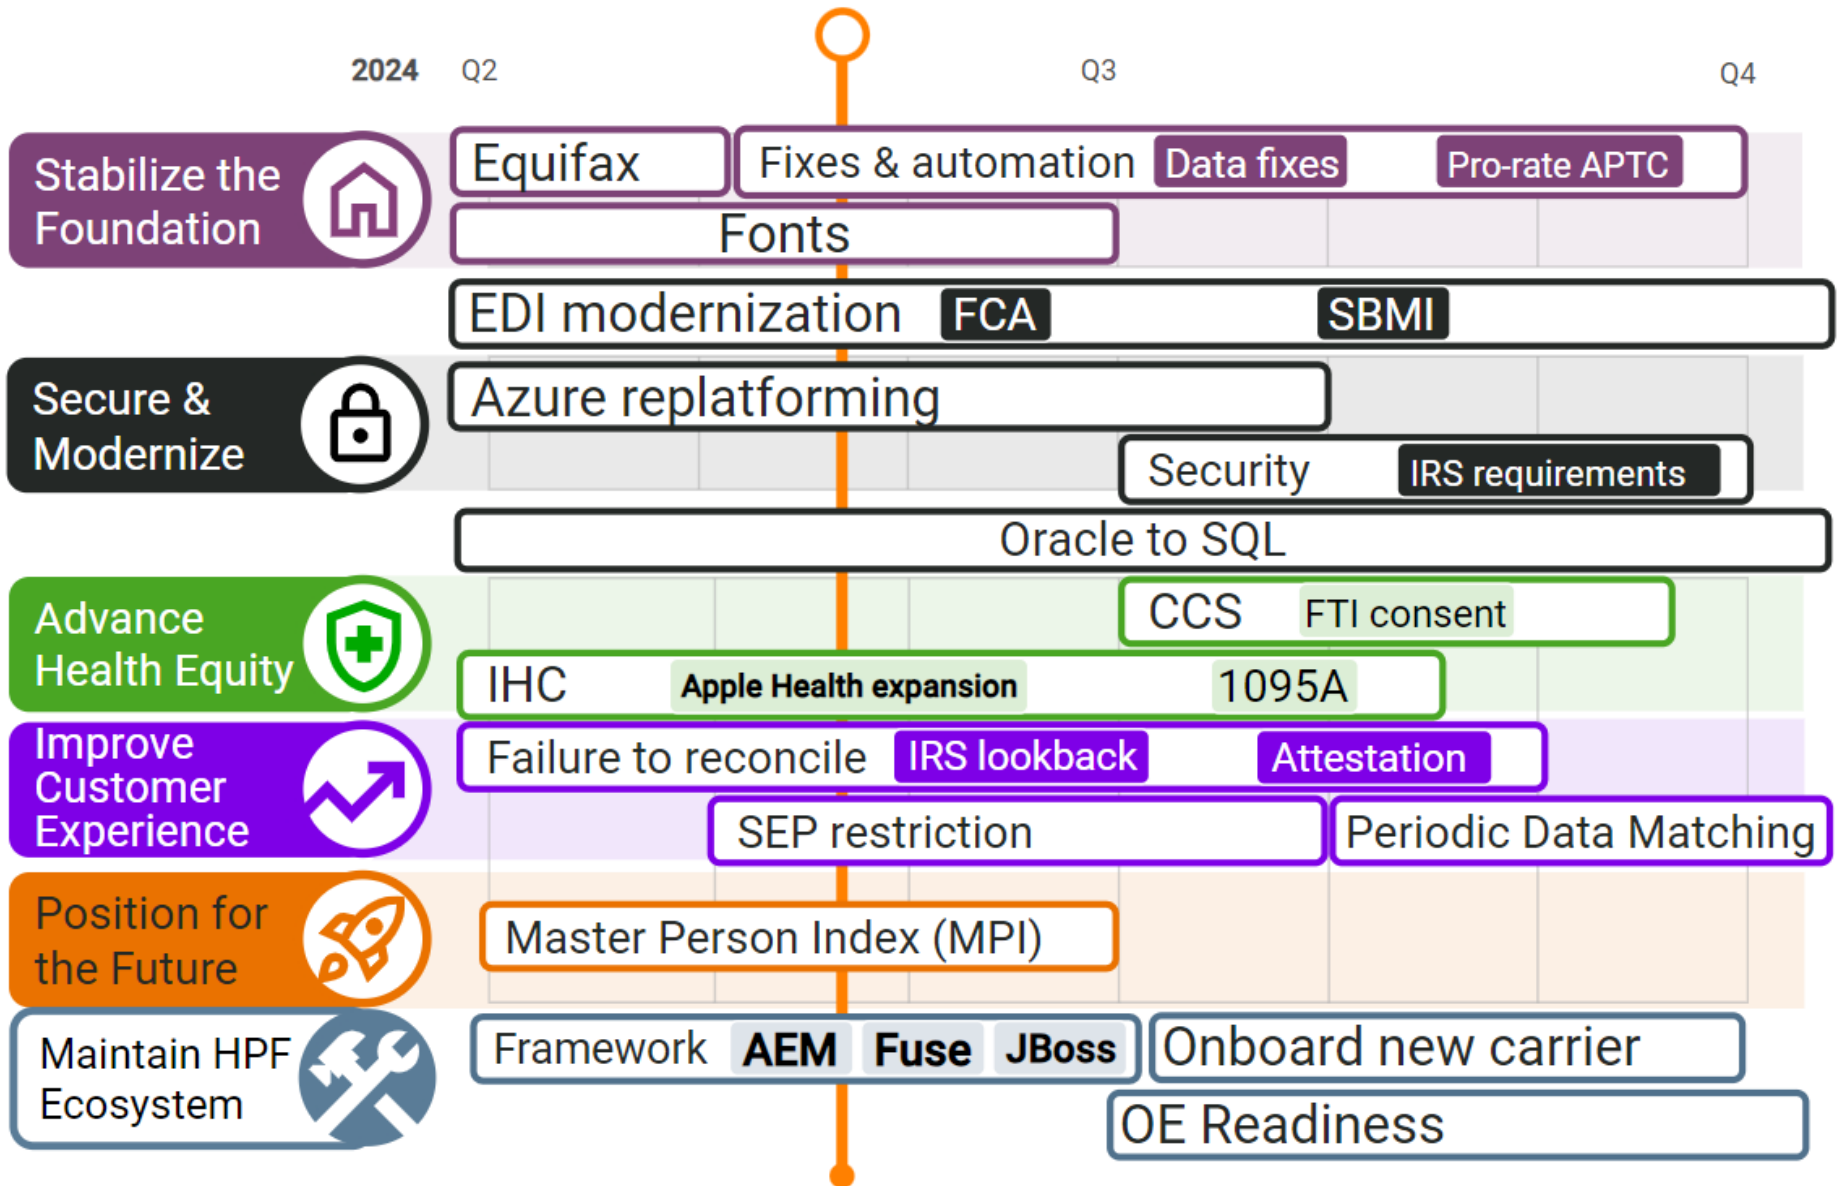 2024 Q2 Q3 Q4
Stabilize the
Foundation
Equifax
Fixes & automation Data fixes Pro-rate APTC
Fonts
EDI modernization FCA SBMI
Secure &
Modernize
Azure replatforming
Security IRS requirements
Oracle to SQL
Advance
Health Equity
CCS FTI consent
IHC Apple Health expansion 1095A
Improve
Customer
Experience
Failure to reconcile IRS lookback Attestation
SEP restriction
Periodic Data Matching
Position for
the Future
Master Person Index (MPI)
Maintain HPF
Ecosystem
Framework AEM Fuse JBoss
Onboard new carrier
OE Readiness